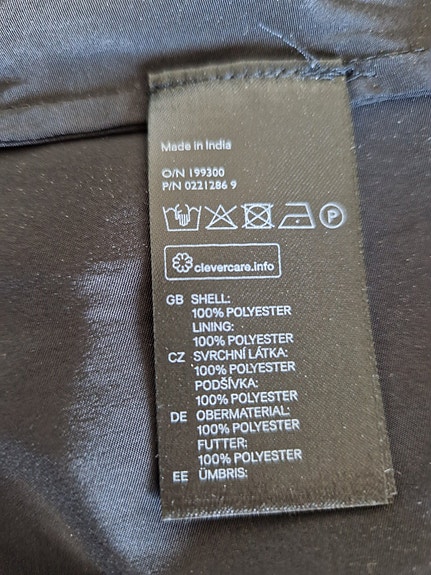 Made in India
O/N 199300
P/N 0221286 9
P
clevercare.info
GB SHELL:
100% POLYESTER
LINING:
100% POLYESTER
CZ SVRCHNÍ LÁTKA:
100% POLYESTER
PODŠÍVKA:
100% POLYESTER
DE OBERMATERIAL:
100% POLYESTER
FUTTER:
100% POLYESTER
EE ÜMBRIS: